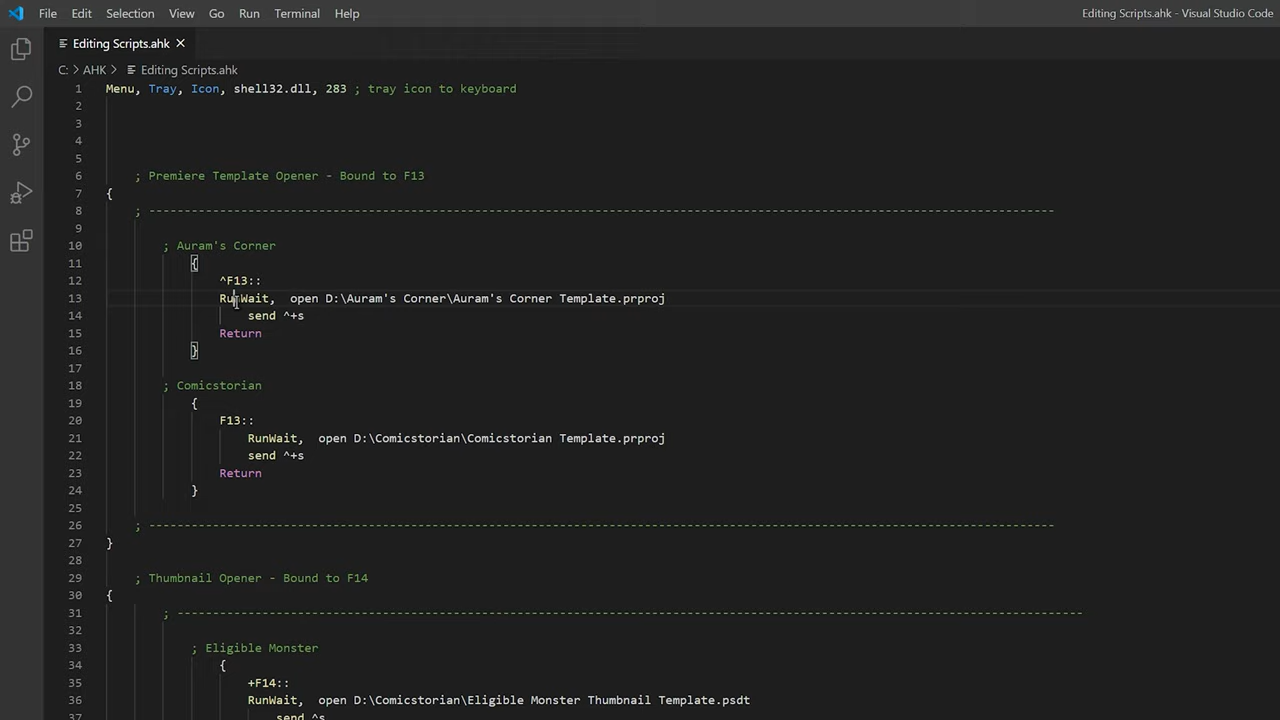 File Edit Selection View Go Run Terminal Help Editing Scripts.ahk - Visual Studio Code
Editing Scripts.ahk ×
C: > AHK > Editing Scripts.ahk
1 Menu, Tray, Icon, shell32.dll, 283 ; tray icon to keyboard
2
3
4
5
6 ; Premiere Template Opener - Bound to F13
7 {
8 ; --------------------------------------------------------------------------------------------------------------------------------
9
10 ; Auram's Corner
11 {
12 ^F13::
13 RunWait,  open D:\Auram's Corner\Auram's Corner Template.prproj
14 send ^+s
15 Return
16 }
17
18 ; Comicstorian
19 {
20 F13::
21 RunWait,  open D:\Comicstorian\Comicstorian Template.prproj
22 send ^+s
23 Return
24 }
25
26 ; --------------------------------------------------------------------------------------------------------------------------------
27 }
28
29 ; Thumbnail Opener - Bound to F14
30 {
31 ; --------------------------------------------------------------------------------------------------------------------------------
32
33 ; Eligible Monster
34 {
35 +F14::
36 RunWait,  open D:\Comicstorian\Eligible Monster Thumbnail Template.psdt
37 send ^s